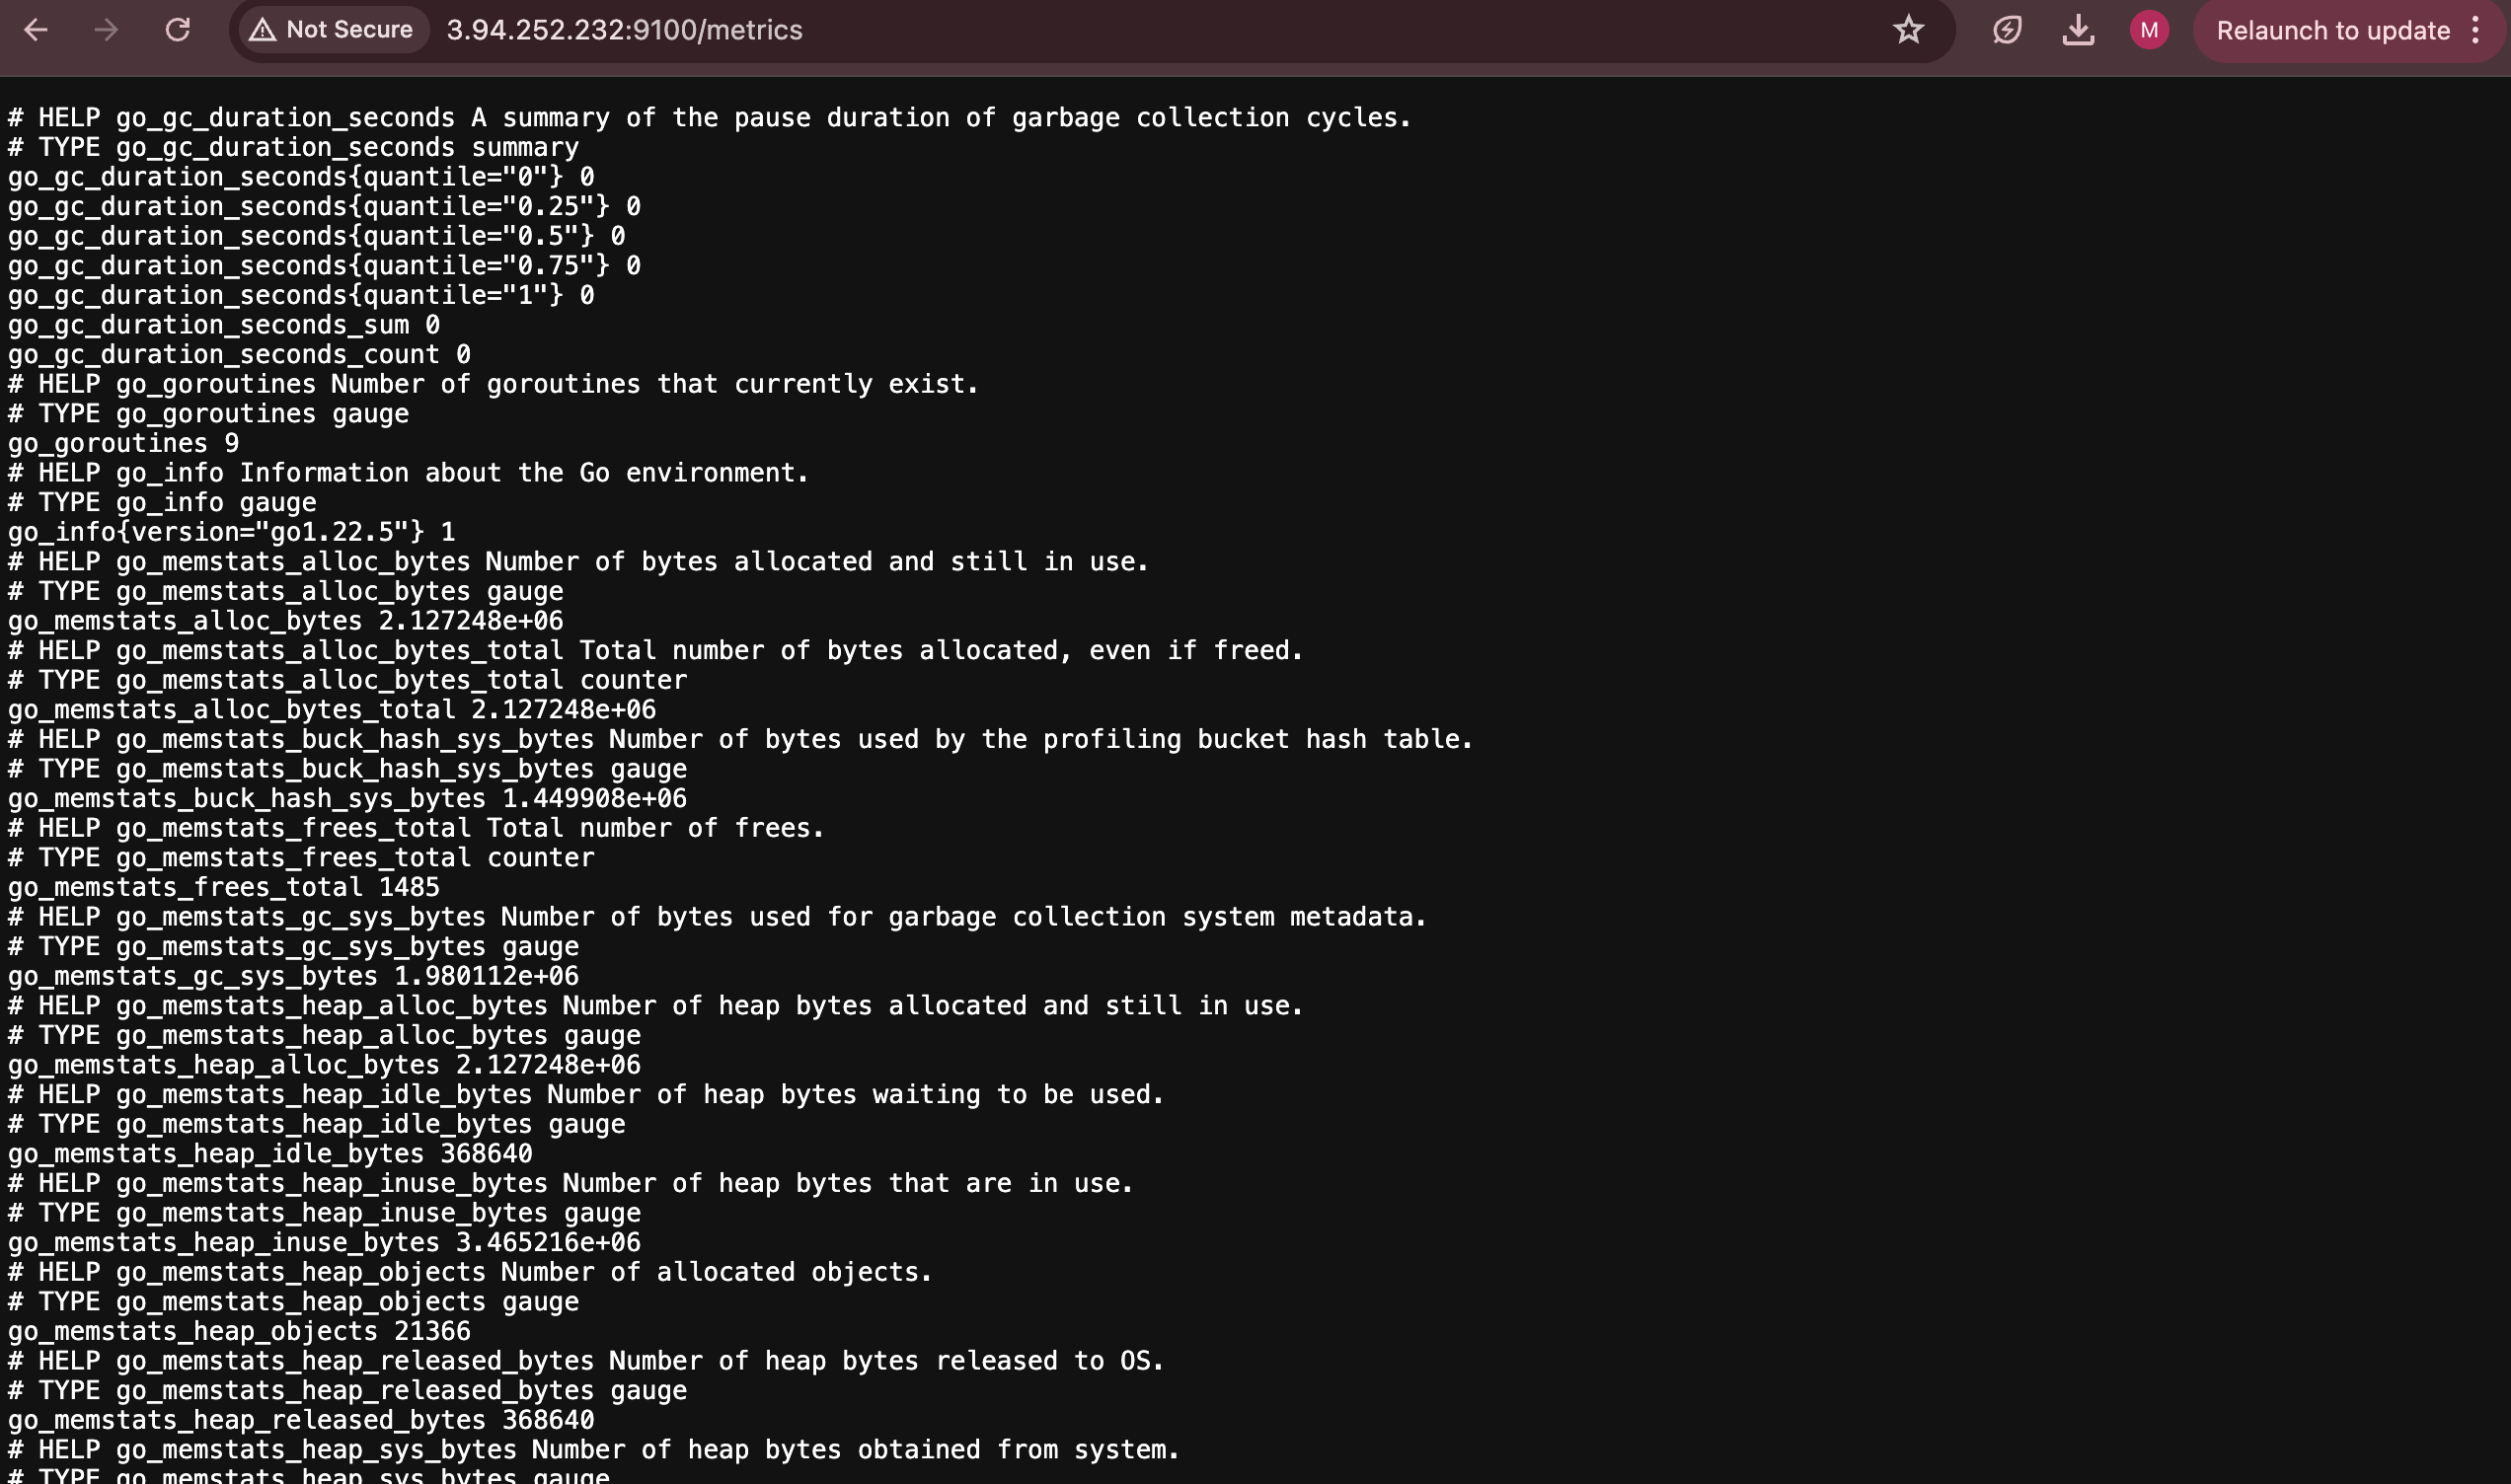 Not Secure 3.94.252.232:9100/metrics M Relaunch to update
# HELP go_gc_duration_seconds A summary of the pause duration of garbage collection cycles.
# TYPE go_gc_duration_seconds summary
go_gc_duration_seconds{quantile="0"} 0
go_gc_duration_seconds{quantile="0.25"} 0
go_gc_duration_seconds{quantile="0.5"} 0
go_gc_duration_seconds{quantile="0.75"} 0
go_gc_duration_seconds{quantile="1"} 0
go_gc_duration_seconds_sum 0
go_gc_duration_seconds_count 0
# HELP go_goroutines Number of goroutines that currently exist.
# TYPE go_goroutines gauge
go_goroutines 9
# HELP go_info Information about the Go environment.
# TYPE go_info gauge
go_info{version="go1.22.5"} 1
# HELP go_memstats_alloc_bytes Number of bytes allocated and still in use.
# TYPE go_memstats_alloc_bytes gauge
go_memstats_alloc_bytes 2.127248e+06
# HELP go_memstats_alloc_bytes_total Total number of bytes allocated, even if freed.
# TYPE go_memstats_alloc_bytes_total counter
go_memstats_alloc_bytes_total 2.127248e+06
# HELP go_memstats_buck_hash_sys_bytes Number of bytes used by the profiling bucket hash table.
# TYPE go_memstats_buck_hash_sys_bytes gauge
go_memstats_buck_hash_sys_bytes 1.449908e+06
# HELP go_memstats_frees_total Total number of frees.
# TYPE go_memstats_frees_total counter
go_memstats_frees_total 1485
# HELP go_memstats_gc_sys_bytes Number of bytes used for garbage collection system metadata.
# TYPE go_memstats_gc_sys_bytes gauge
go_memstats_gc_sys_bytes 1.980112e+06
# HELP go_memstats_heap_alloc_bytes Number of heap bytes allocated and still in use.
# TYPE go_memstats_heap_alloc_bytes gauge
go_memstats_heap_alloc_bytes 2.127248e+06
# HELP go_memstats_heap_idle_bytes Number of heap bytes waiting to be used.
# TYPE go_memstats_heap_idle_bytes gauge
go_memstats_heap_idle_bytes 368640
# HELP go_memstats_heap_inuse_bytes Number of heap bytes that are in use.
# TYPE go_memstats_heap_inuse_bytes gauge
go_memstats_heap_inuse_bytes 3.465216e+06
# HELP go_memstats_heap_objects Number of allocated objects.
# TYPE go_memstats_heap_objects gauge
go_memstats_heap_objects 21366
# HELP go_memstats_heap_released_bytes Number of heap bytes released to OS.
# TYPE go_memstats_heap_released_bytes gauge
go_memstats_heap_released_bytes 368640
# HELP go_memstats_heap_sys_bytes Number of heap bytes obtained from system.
# TYPE go_memstats_heap_sys_bytes gauge